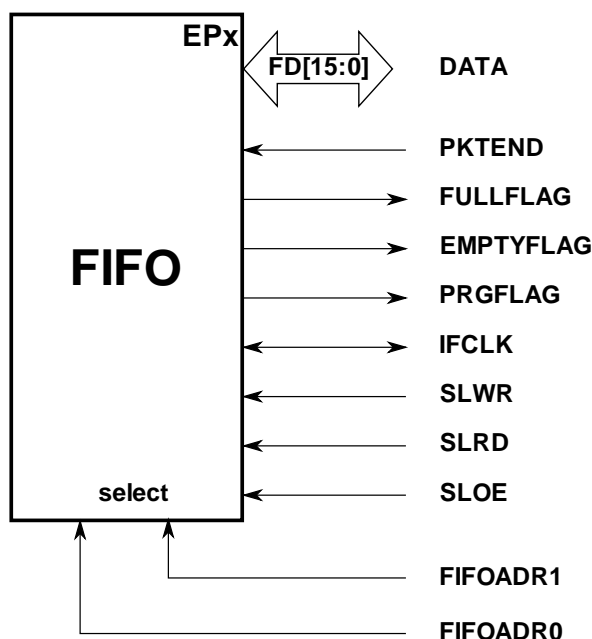 EPx
FD[15:0]
DATA
PKTEND
FULLFLAG
EMPTYFLAG
FIFO
PRGFLAG
IFCLK
SLWR
SLRD
select
SLOE
FIFOADR1
FIFOADR0